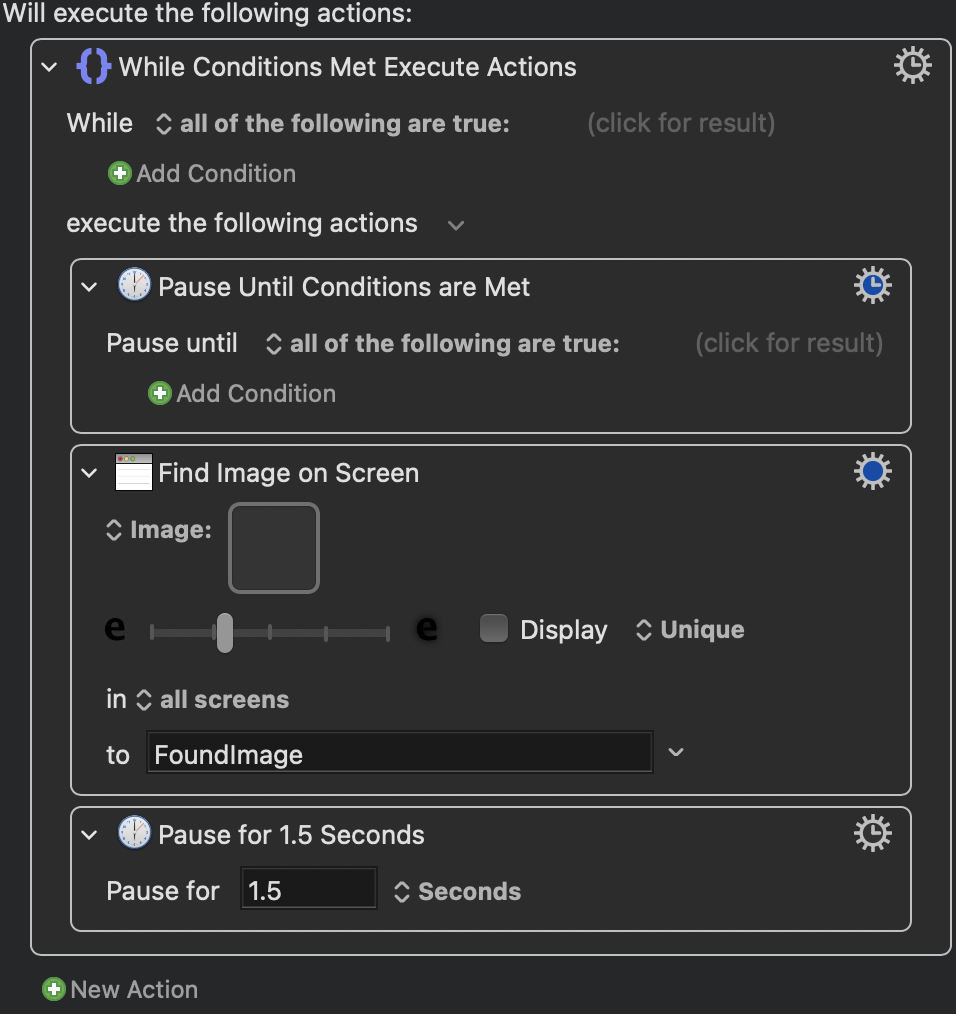 Will execute the following actions:
While Conditions Met Execute Actions
While all of the following are true: (click for result)
Add Condition
execute the following actions
Pause Until Conditions are Met
Pause until all of the following are true: (click for result)
Add Condition
Find Image on Screen
Image:
e e Display Unique
in all screens
to FoundImage
Pause for 1.5 Seconds
Pause for 1.5 Seconds
New Action